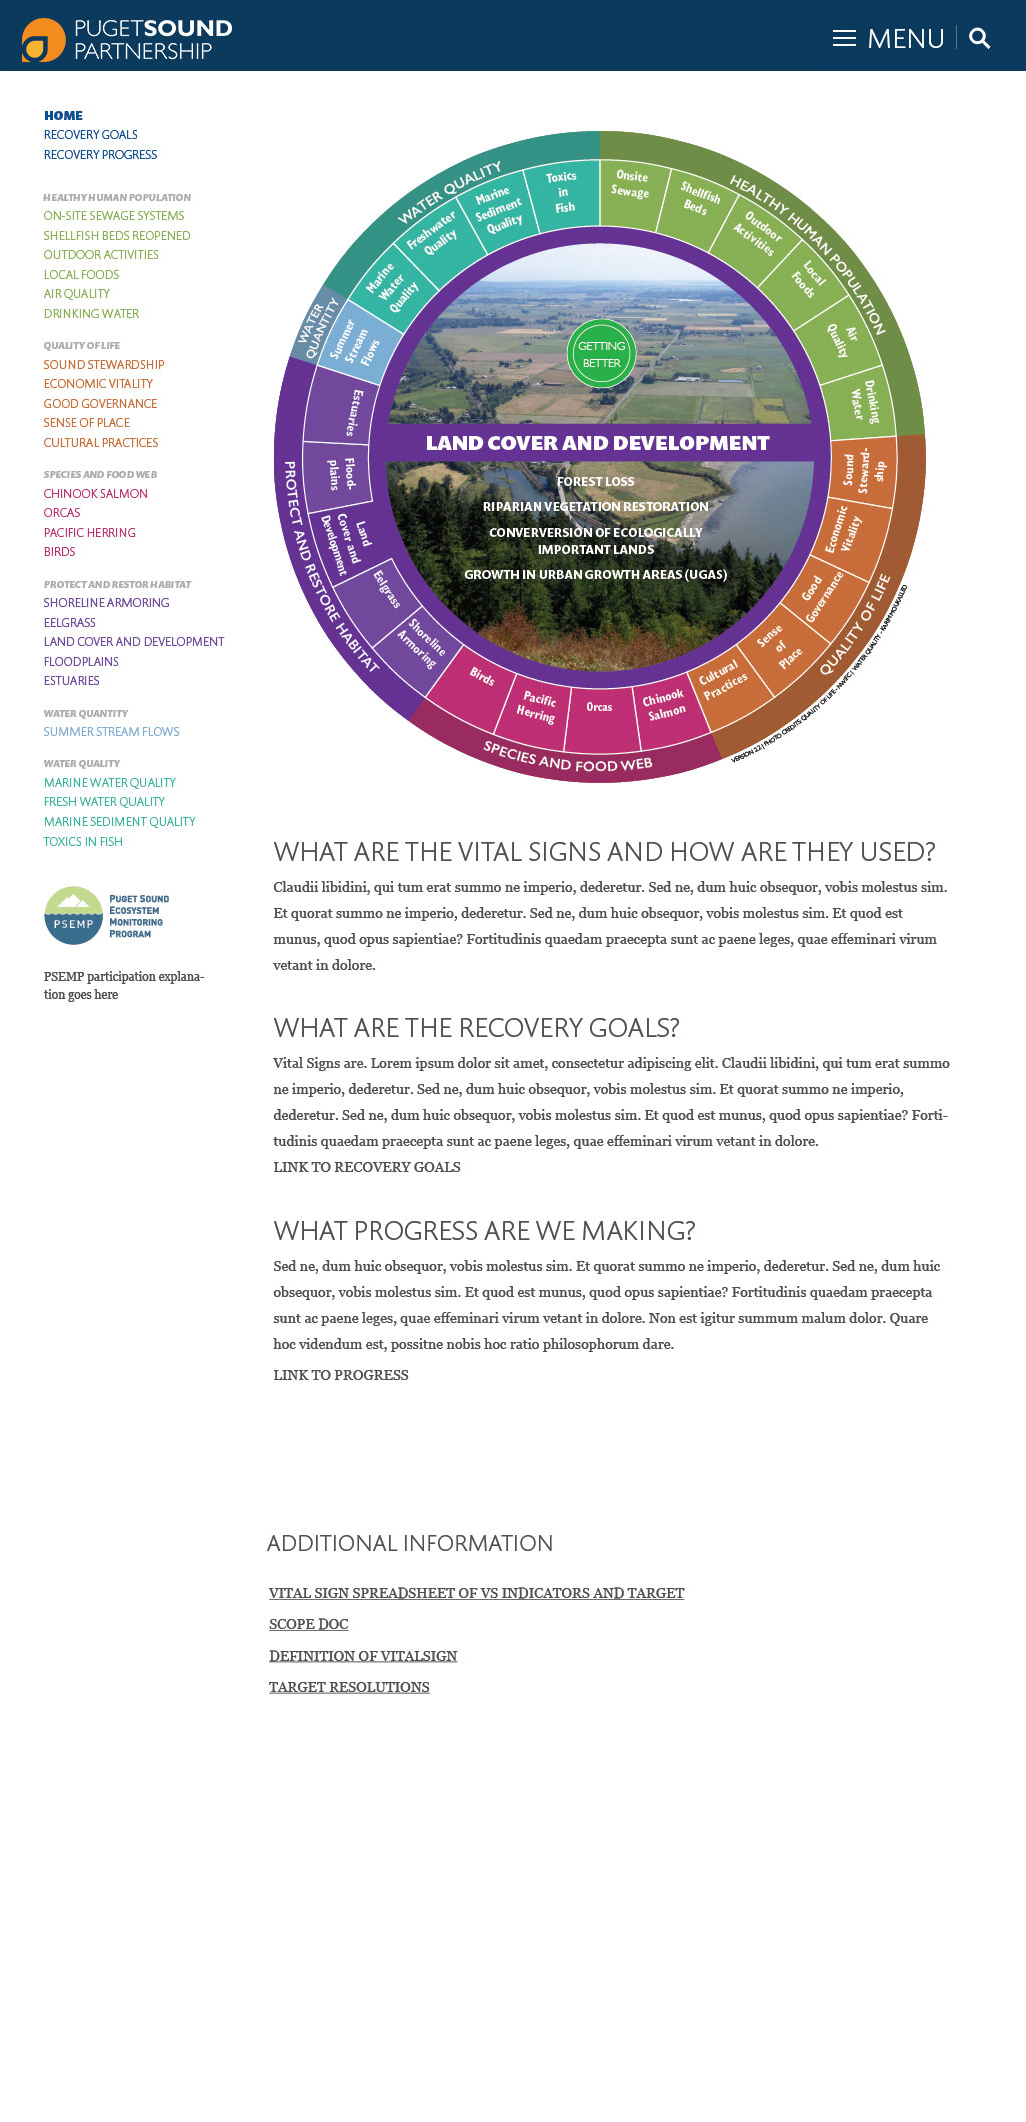 PUGETSOUND
PARTNERSHIP
MENU
HOME
RECOVERY GOALS
RECOVERY PROGRESS
HEALTHY HUMAN POPULATION
ON-SITE SEWAGE SYSTEMS
SHELLFISH BEDS REOPENED
OUTDOOR ACTIVITIES
LOCAL FOODS
AIR QUALITY
DRINKING WATER
QUALITY OF LIFE
SOUND STEWARDSHIP
ECONOMIC VITALITY
GOOD GOVERNANCE
SENSE OF PLACE
CULTURAL PRACTICES
SPECIES AND FOOD WEB
CHINOOK SALMON
ORCAS
PACIFIC HERRING
BIRDS
PROTECT AND RESTOR HABITAT
SHORELINE ARMORING
EELGRASS
LAND COVER AND DEVELOPMENT
FLOODPLAINS
ESTUARIES
WATER QUANTITY
SUMMER STREAM FLOWS
WATER QUALITY
MARINE WATER QUALITY
FRESH WATER QUALITY
MARINE SEDIMENT QUALITY
TOXICS IN FISH
PSEMP
PUGET SOUND
ECOSYSTEM
MONITORING
PROGRAM
PSEMP participation explana-
tion goes here
HEALTHY HUMAN POPULATION
Onsite
Sewage
Shellfish
Beds
Outdoor
Activities
Local
Foods
Air
Quality
Drinking
Water
QUALITY OF LIFE
Sound
Steward-
ship
Economic
Vitality
Good
Governance
Sense
of
Place
Cultural
Practices
SPECIES AND FOOD WEB
Chinook
Salmon
Orcas
Pacific
Herring
Birds
PROTECT AND RESTORE HABITAT
Shoreline
Armoring
Eelgrass
Land
Cover and
Development
Flood-
plains
Estuaries
WATER
QUANTITY
Summer
Stream
Flows
WATER QUALITY
Marine
Water
Quality
Freshwater
Quality
Marine
Sediment
Quality
Toxics
in
Fish
GETTING
BETTER
LAND COVER AND DEVELOPMENT
FOREST LOSS
RIPARIAN VEGETATION RESTORATION
CONVERVERSION OF ECOLOGICALLY
IMPORTANT LANDS
GROWTH IN URBAN GROWTH AREAS (UGAS)
VERSION 2.2 | PHOTO CREDITS: QUALITY OF LIFE - NWIFC | WATER QUALITY -
WHAT ARE THE VITAL SIGNS AND HOW ARE THEY USED?
Claudii libidini, qui tum erat summo ne imperio, dederetur. Sed ne, dum huic obsequor, vobis molestus sim.
Et quorat summo ne imperio, dederetur. Sed ne, dum huic obsequor, vobis molestus sim. Et quod est
munus, quod opus sapientiae? Fortitudinis quaedam praecepta sunt ac paene leges, quae effeminari virum
vetant in dolore.
WHAT ARE THE RECOVERY GOALS?
Vital Signs are. Lorem ipsum dolor sit amet, consectetur adipiscing elit. Claudii libidini, qui tum erat summo
ne imperio, dederetur. Sed ne, dum huic obsequor, vobis molestus sim. Et quorat summo ne imperio,
dederetur. Sed ne, dum huic obsequor, vobis molestus sim. Et quod est munus, quod opus sapientiae? Forti-
tudinis quaedam praecepta sunt ac paene leges, quae effeminari virum vetant in dolore.
LINK TO RECOVERY GOALS
WHAT PROGRESS ARE WE MAKING?
Sed ne, dum huic obsequor, vobis molestus sim. Et quorat summo ne imperio, dederetur. Sed ne, dum huic
obsequor, vobis molestus sim. Et quod est munus, quod opus sapientiae? Fortitudinis quaedam praecepta
sunt ac paene leges, quae effeminari virum vetant in dolore. Non est igitur summum malum dolor. Quare
hoc videndum est, possitne nobis hoc ratio philosophorum dare.
LINK TO PROGRESS
ADDITIONAL INFORMATION
VITAL SIGN SPREADSHEET OF VS INDICATORS AND TARGET
SCOPE DOC
DEFINITION OF VITALSIGN
TARGET RESOLUTIONS